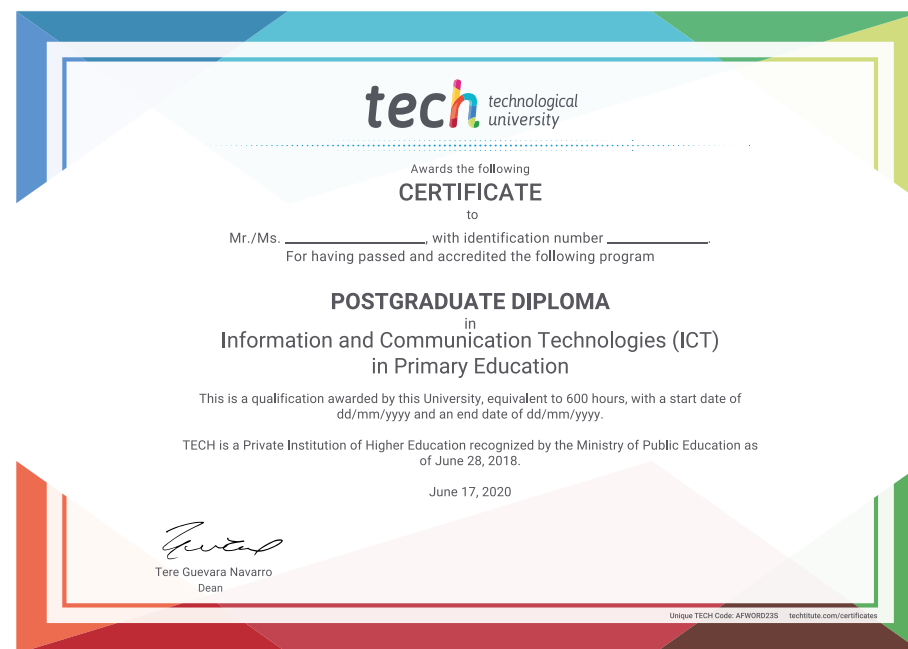 tech technological
university
Awards the following
CERTIFICATE
to
Mr./Ms. ____________________, with identification number ______________.
For having passed and accredited the following program
POSTGRADUATE DIPLOMA
in
Information and Communication Technologies (ICT)
in Primary Education
This is a qualification awarded by this University, equivalent to 600 hours, with a start date of
dd/mm/yyyy and an end date of dd/mm/yyyy.
TECH is a Private Institution of Higher Education recognized by the Ministry of Public Education as
of June 28, 2018.
June 17, 2020
Tere Guevara Navarro
Dean
Unique TECH Code: AFWORD23S techtitute.com/certificates